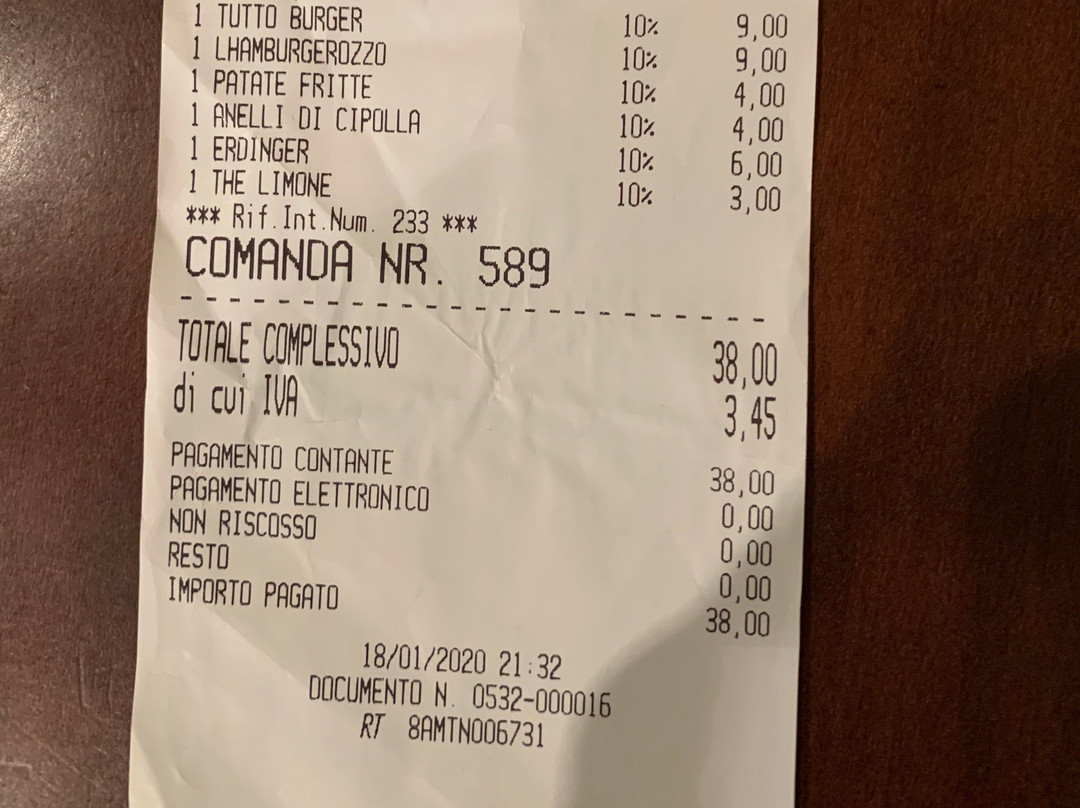 1 TUTTO BURGER 10% 9,00
1 LHAMBURGEROZZO 10% 9,00
1 PATATE FRITTE 10% 4,00
1 ANELLI DI CIPOLLA 10% 4,00
1 ERDINGER 10% 6,00
1 THE LIMONE 10% 3,00
*** Rif.Int.Num. 233 ***
COMANDA NR. 589
TOTALE COMPLESSIVO 38,00
di cui IVA 3,45
PAGAMENTO CONTANTE 38,00
PAGAMENTO ELETTRONICO 0,00
NON RISCOSSO 0,00
RESTO 0,00
IMPORTO PAGATO 38,00
18/01/2020 21:32
DOCUMENTO N. 0532-000016
RT 8AMTN006731